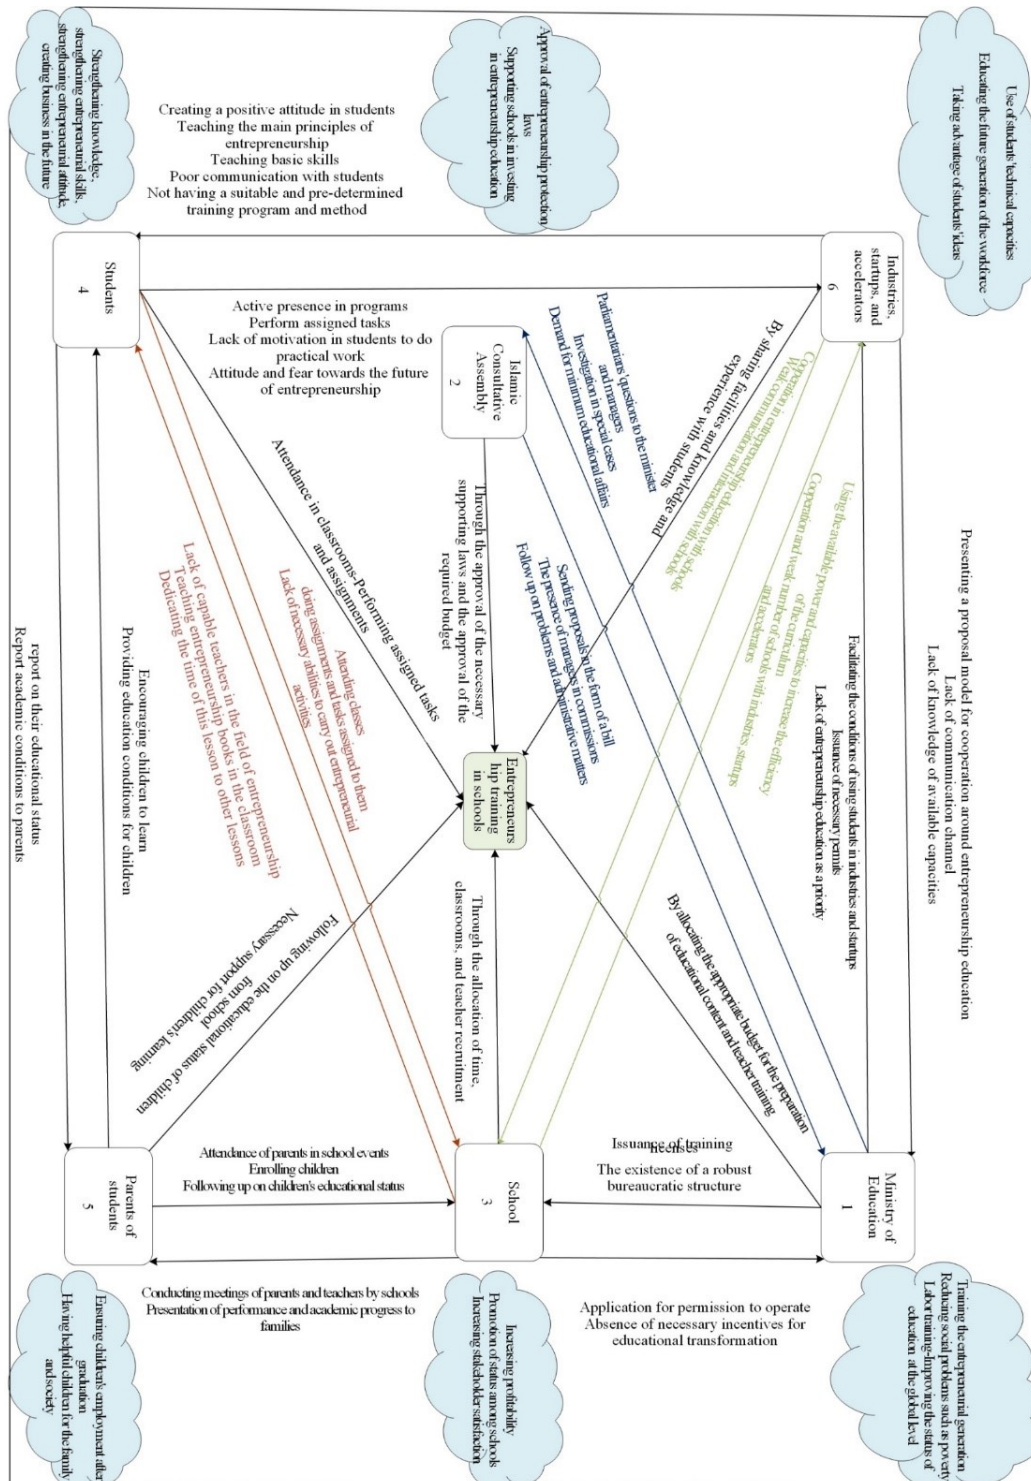 Use of students' technical capacities
Educating the future generation of the workforce
Taking advantage of students' ideas
Approval of entrepreneurship protection
laws
Supporting schools in investing
in entrepreneurship education
Strengthening knowledge,
strengthening entrepreneurial skills,
strengthening entrepreneurial attitude,
creating business in the future
Creating a positive attitude in students
Teaching the main principles of
entrepreneurship
Teaching basic skills
Poor communication with students
Not having a suitable and pre-determined
training program and method
Industries,
startups, and
accelerators
6
Students
4
Active presence in programs
Perform assigned tasks
Lack of motivation in students to do
practical work
Attitude and fear towards the future
of entrepreneurship
Islamic
Consultative
Assembly
2
Parliamentarians' questions to the minister
and managers
Investigation in special cases
Demand for minimum educational affairs
By sharing facilities and knowledge and
experience with students
Cooperation in entrepreneurship education with schools
Weak communication and interaction with schools
Using the available power and capacities to increase the efficiency
of the curriculum
Cooperation and weak number of schools with industries, startups
and accelerators
Facilitating the conditions of using students in industries and startups
Issuance of necessary permits
Lack of entrepreneurship education as a priority
Presenting a proposal model for cooperation around entrepreneurship education
Lack of communication channel
Lack of knowledge of available capacities
Attendance in classrooms-Performing assigned tasks
and assignments
Through the approval of the necessary
supporting laws and the approval of the
required budget
Sending proposals in the form of a bill
The presence of managers in commissions
Follow up on problems and administrative matters
Attending classes
doing assignments and tasks assigned to them
Lack of necessary abilities to carry out entrepreneurial
activities
Lack of capable teachers in the field of entrepreneurship
Teaching entrepreneurship books in the classroom
Dedicating the time of this lesson to other lessons
Encouraging children to learn
Providing education conditions for children
report on their educational status
Report academic conditions to parents
Entrepreneurs
hip training
in schools
Following up on the educational status of children
from school
Necessary support for children's learning
Through the allocation of time,
classrooms, and teacher recruitment
By allocating the appropriate budget for the preparation
of educational content and teacher training
Attendance of parents in school events
Enrolling children
Following up on children's educational status
Issuance of training
licenses
The existence of a robust
bureaucratic structure
Ministry of
Education
1
School
3
Parents of
students
5
Conducting meetings of parents and teachers by schools
Presentation of performance and academic progress to
families
Application for permission to operate
Absence of necessary incentives for
educational transformation
Training the entrepreneurial generation
Reducing social problems such as poverty
Labor training-Improving the status of
education at the global level
Increasing profitability
Promotion of status among schools
Increasing stakeholder satisfaction
Ensuring children's employment after
graduation
Having helpful children for the family
and society